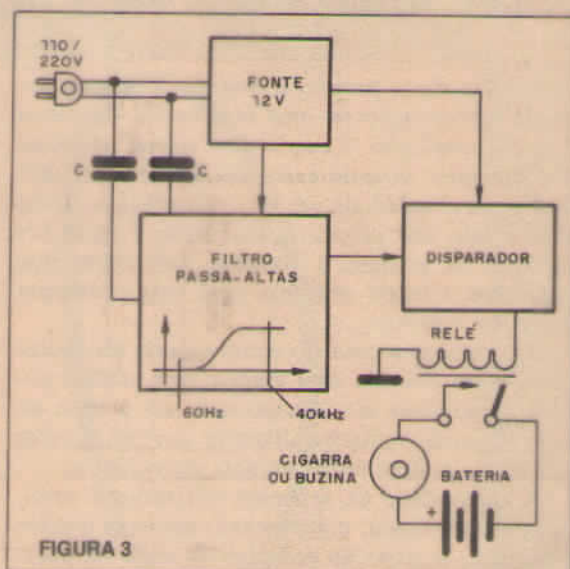 110 /
220V
FONTE
12V
C
C
FILTRO
PASSA-ALTAS
DISPARADOR
RELÉ
60Hz
40kHz
CIGARRA
OU BUZINA
BATERIA
+
FIGURA 3